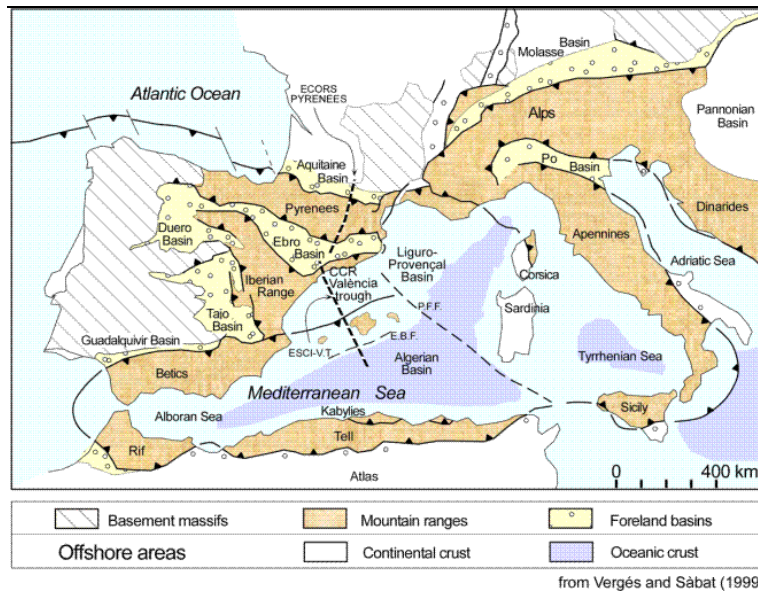 Basin
Molasse
Atlantic Ocean
ECORS
PYRENEES
Alps
Pannonian
Basin
Aquitaine
Basin
Po
Basin
Pyrenees
Dinarides
Duero
Basin
Ebro
Basin
Liguro-
Provençal
Basin
Apennines
Adriatic Sea
Corsica
CCR
València
trough
Iberian
Range
Tajo
Basin
P.F.F.
Sardinia
Guadalquivir Basin
ESCI-V.T.
E.B.F.
Algerian
Basin
Tyrrhenian Sea
Betics
Mediterranean Sea
Alboran Sea
Kabylies
Sicily
Rif
Tell
Atlas
0 400 km
Basement massifs
Mountain ranges
Foreland basins
Offshore areas
Continental crust
Oceanic crust
from Vergés and Sàbat (1999